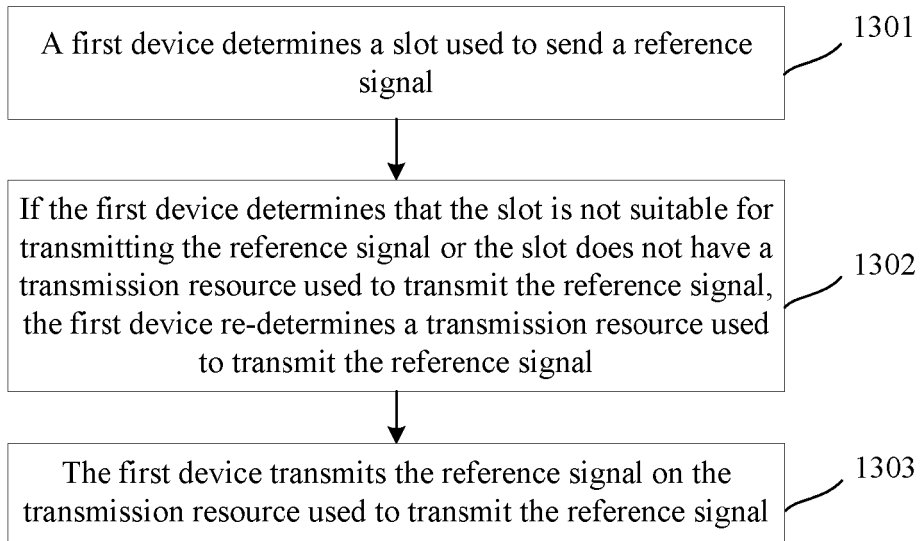 A first device determines a slot used to send a reference
signal
1301
If the first device determines that the slot is not suitable for
transmitting the reference signal or the slot does not have a
transmission resource used to transmit the reference signal,
the first device re-determines a transmission resource used
to transmit the reference signal
1302
The first device transmits the reference signal on the
transmission resource used to transmit the reference signal
1303